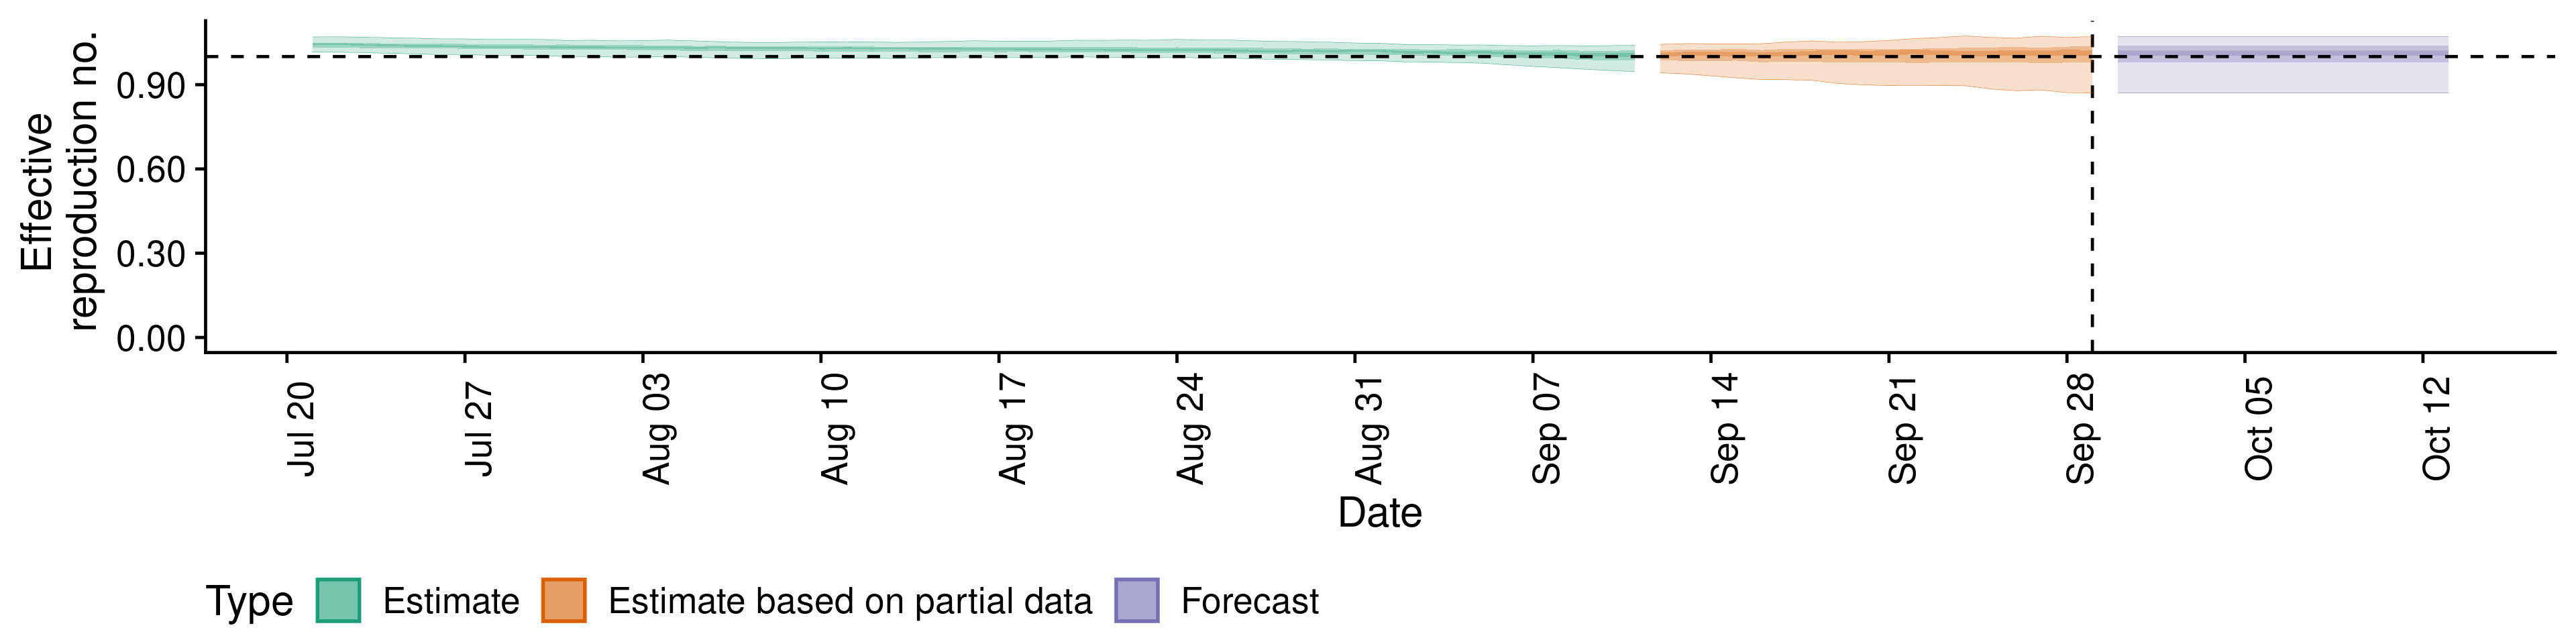 Effective
reproduction no.
0.90
0.60
0.30
0.00
Jul 20
Jul 27
Aug 03
Aug 10
Aug 17
Aug 24
Aug 31
Sep 07
Sep 14
Sep 21
Sep 28
Oct 05
Oct 12
Date
Type Estimate Estimate based on partial data Forecast